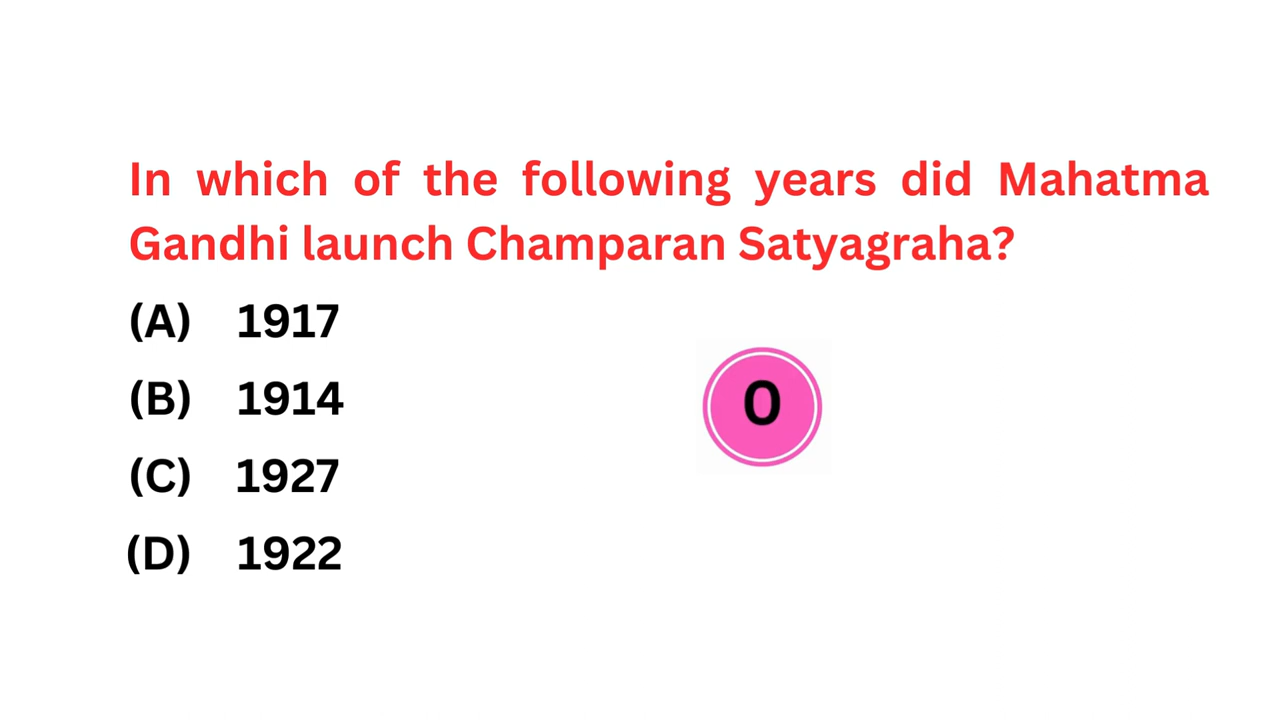 In which of the following years did Mahatma
Gandhi launch Champaran Satyagraha?
(A) 1917
(B) 1914
(C) 1927
(D) 1922
0